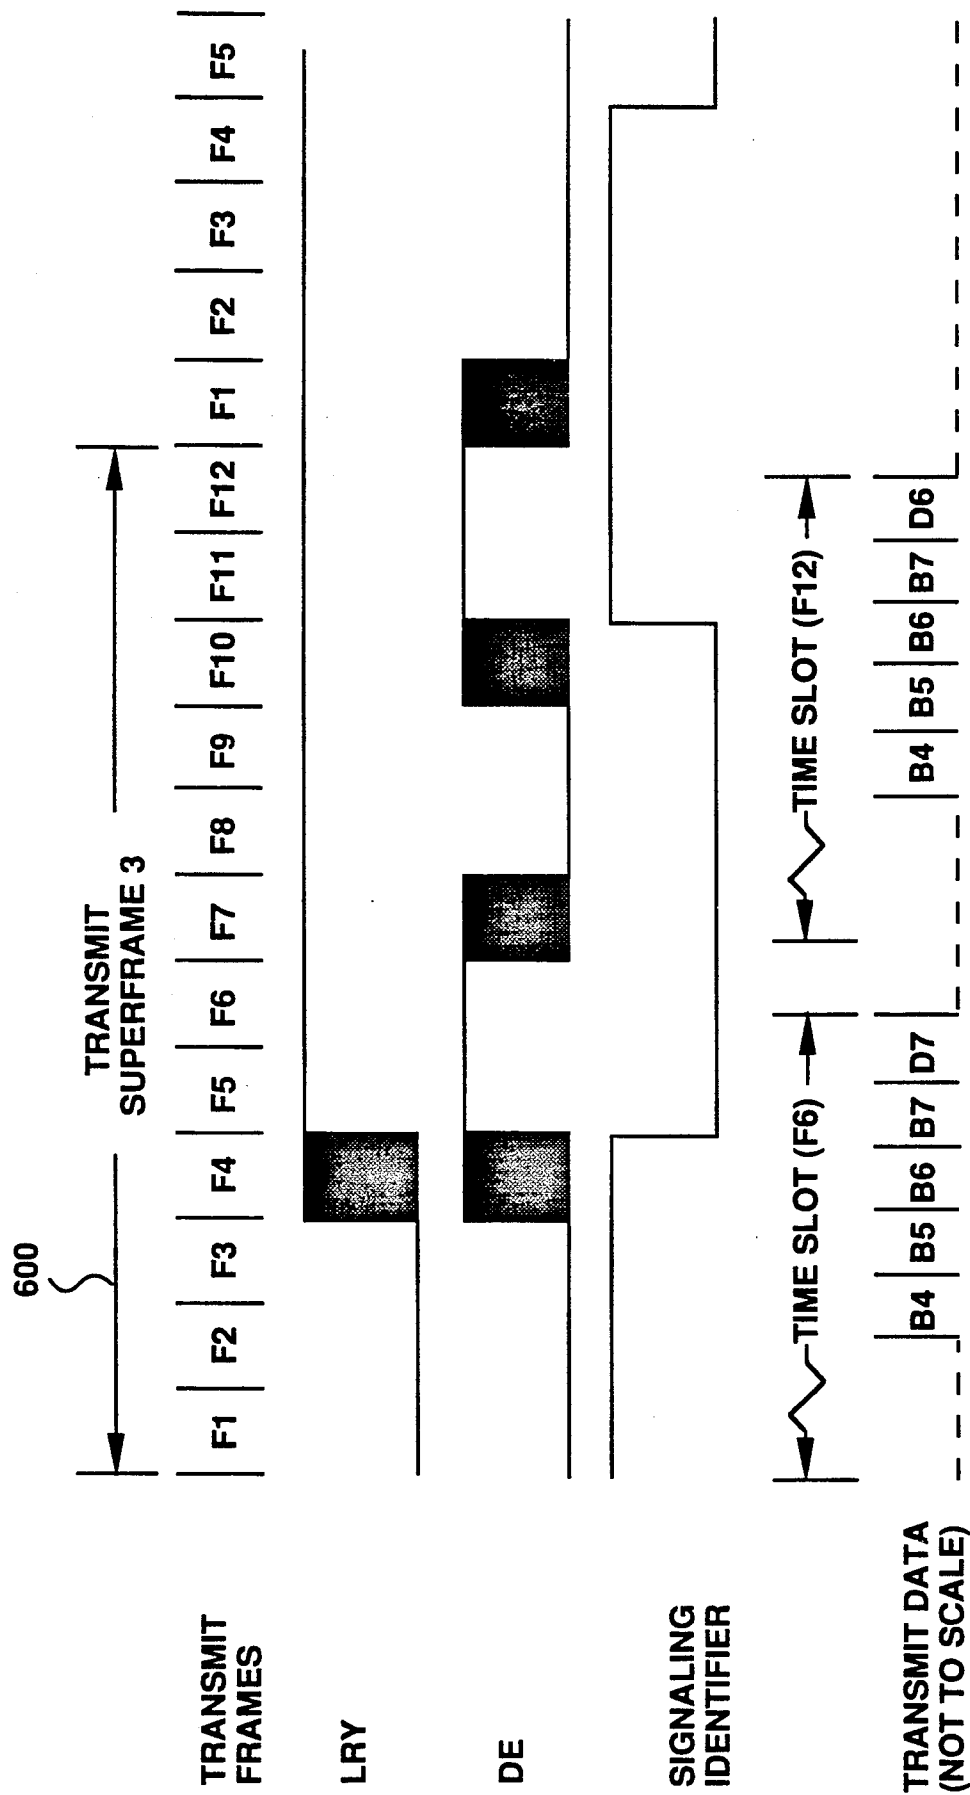 600
TRANSMIT
SUPERFRAME 3
TRANSMIT
FRAMES
F1 F2 F3 F4 F5 F6 F7 F8 F9 F10 F11 F12 F1 F2 F3 F4 F5
LRY
DE
SIGNALING
IDENTIFIER
TIME SLOT (F6) TIME SLOT (F12)
TRANSMIT DATA
(NOT TO SCALE)
B4 B5 B6 B7 D7 B4 B5 B6 B7 D6